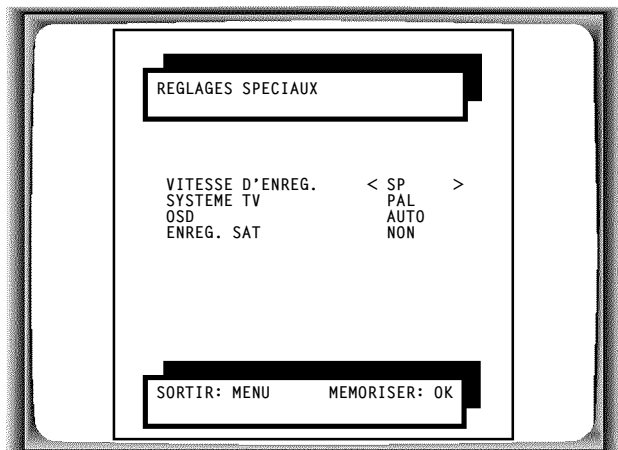 REGLAGES SPECIAUX
VITESSE D'ENREG. < SP >
SYSTEME TV PAL
OSD AUTO
ENREG. SAT NON
SORTIR: MENU MEMORISER: OK